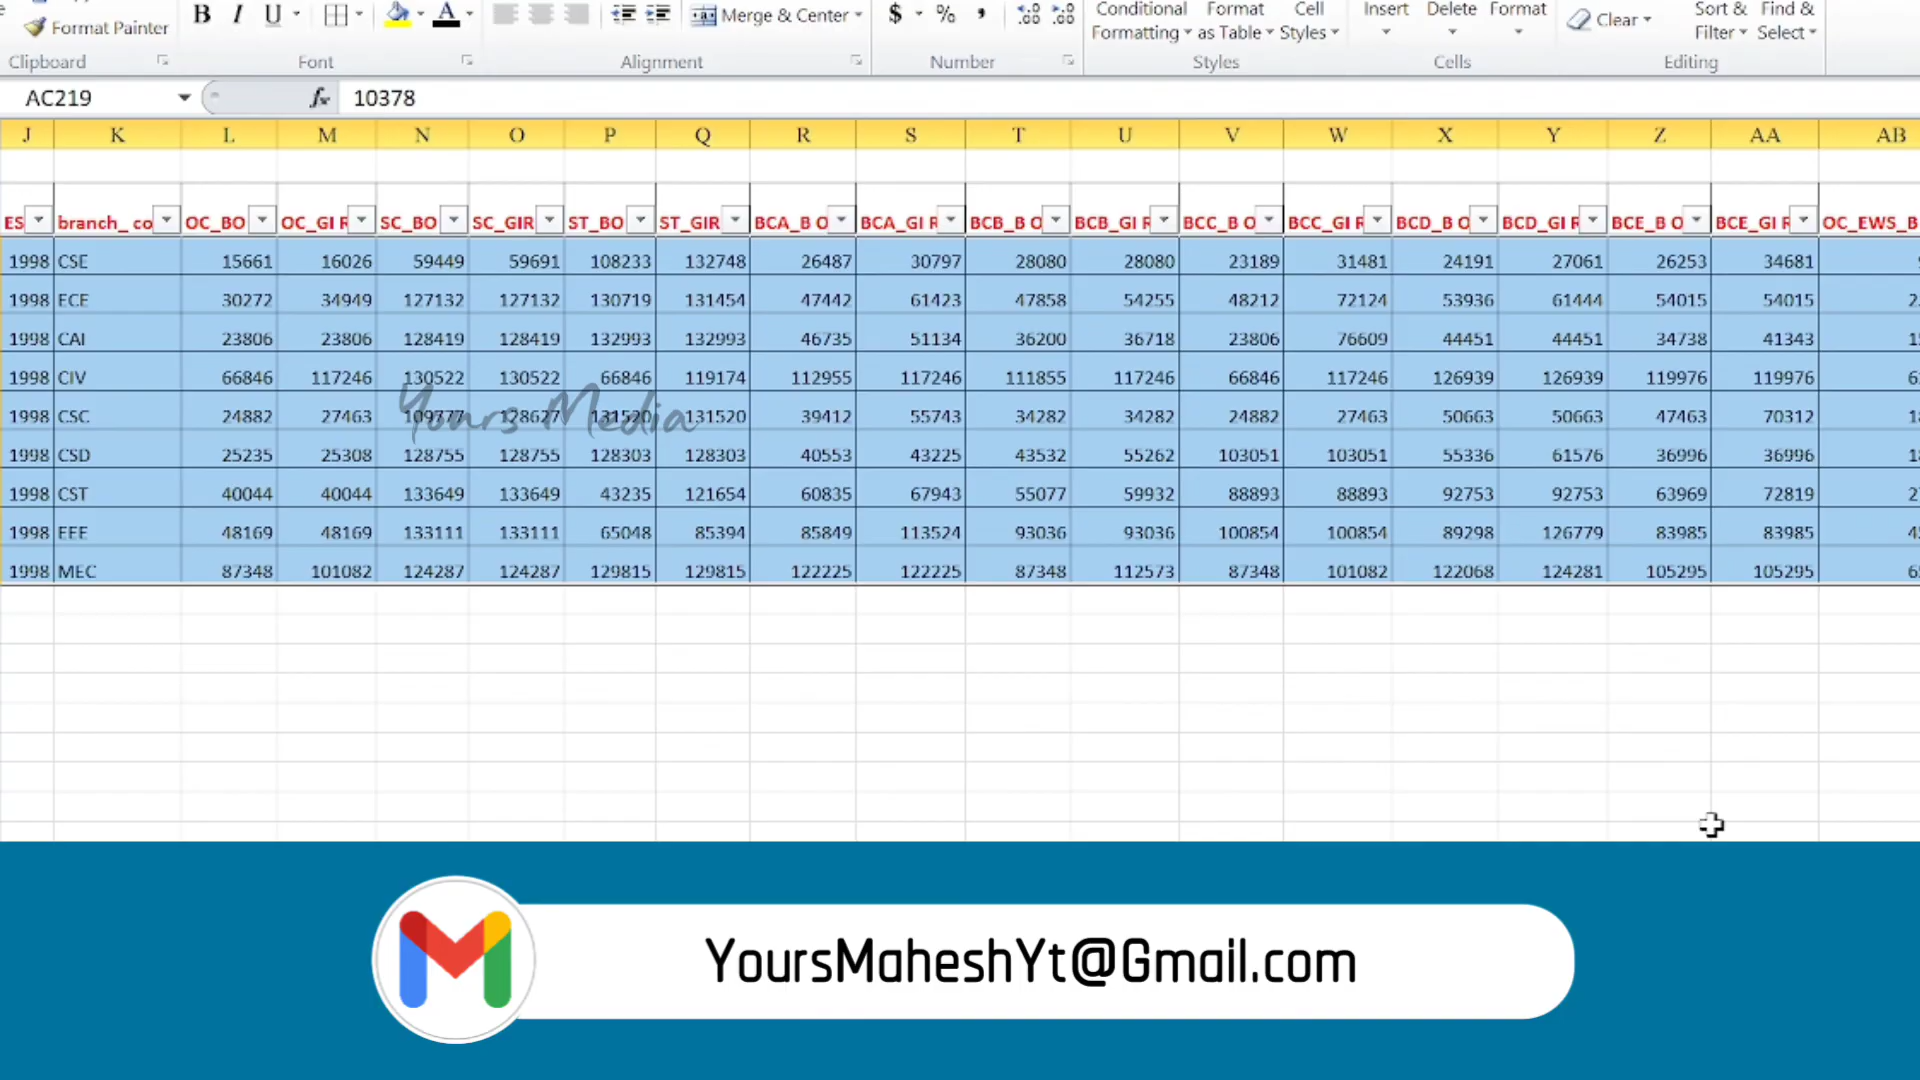 Format Painter B I U Merge & Center $ % , Conditional Formatting Format as Table Cell Styles Insert Delete Format Clear Sort & Filter Find & Select
Clipboard Font Alignment Number Styles Cells Editing
AC219 fx 10378
J K L M N O P Q R S T U V W X Y Z AA AB
ES branch_ co OC_BO OC_GI R SC_BO SC_GIR ST_BO ST_GIR BCA_B O BCA_GI R BCB_B O BCB_GI R BCC_B O BCC_GI R BCD_B O BCD_GI R BCE_B O BCE_GI R OC_EWS_B
1998 CSE 15661 16026 59449 59691 108233 132748 26487 30797 28080 28080 23189 31481 24191 27061 26253 34681
1998 ECE 30272 34949 127132 127132 130719 131454 47442 61423 47858 54255 48212 72124 53936 61444 54015 54015
1998 CAI 23806 23806 128419 128419 132993 132993 46735 51134 36200 36718 23806 76609 44451 44451 34738 41343
1998 CIV 66846 117246 130522 130522 66846 119174 112955 117246 111855 117246 66846 117246 126939 126939 119976 119976
1998 CSC 24882 27463 109777 128627 131520 131520 39412 55743 34282 34282 24882 27463 50663 50663 47463 70312
Yours Media
1998 CSD 25235 25308 128755 128755 128303 128303 40553 43225 43532 55262 103051 103051 55336 61576 36996 36996
1998 CST 40044 40044 133649 133649 43235 121654 60835 67943 55077 59932 88893 88893 92753 92753 63969 72819
1998 EEE 48169 48169 133111 133111 65048 85394 85849 113524 93036 93036 100854 100854 89298 126779 83985 83985
1998 MEC 87348 101082 124287 124287 129815 129815 122225 122225 87348 112573 87348 101082 122068 124281 105295 105295
YoursMaheshYt@Gmail.com